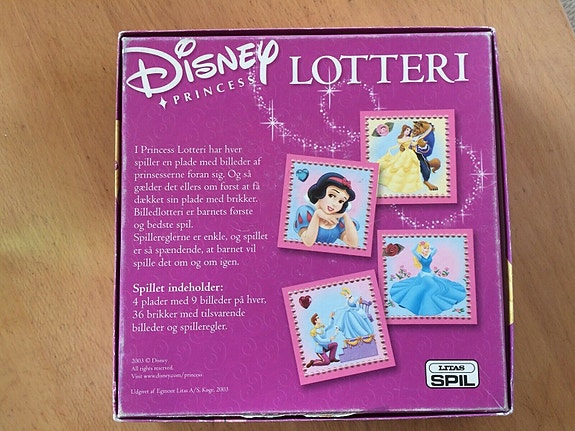 DISNEY LOTTERI
PRINCESS
I Princess Lotteri har hver
spiller en plade med billeder af
prinsesserne foran sig. Og så
gælder det ellers om først at få
dækket sin plade med brikker.
Billedlotteri er barnets første
og bedste spil.
Spillereglerne er enkle, og spillet
er så spændende, at barnet vil
spille det om og om igen.
Spillet indeholder:
4 plader med 9 billeder på hver,
36 brikker med tilsvarende
billeder og spilleregler.
2003 © Disney
All rights reserved.
Visit www.disney.com/princess
Udgivet af Egmont Litas A/S, Køge, 2003
LITAS
SPIL